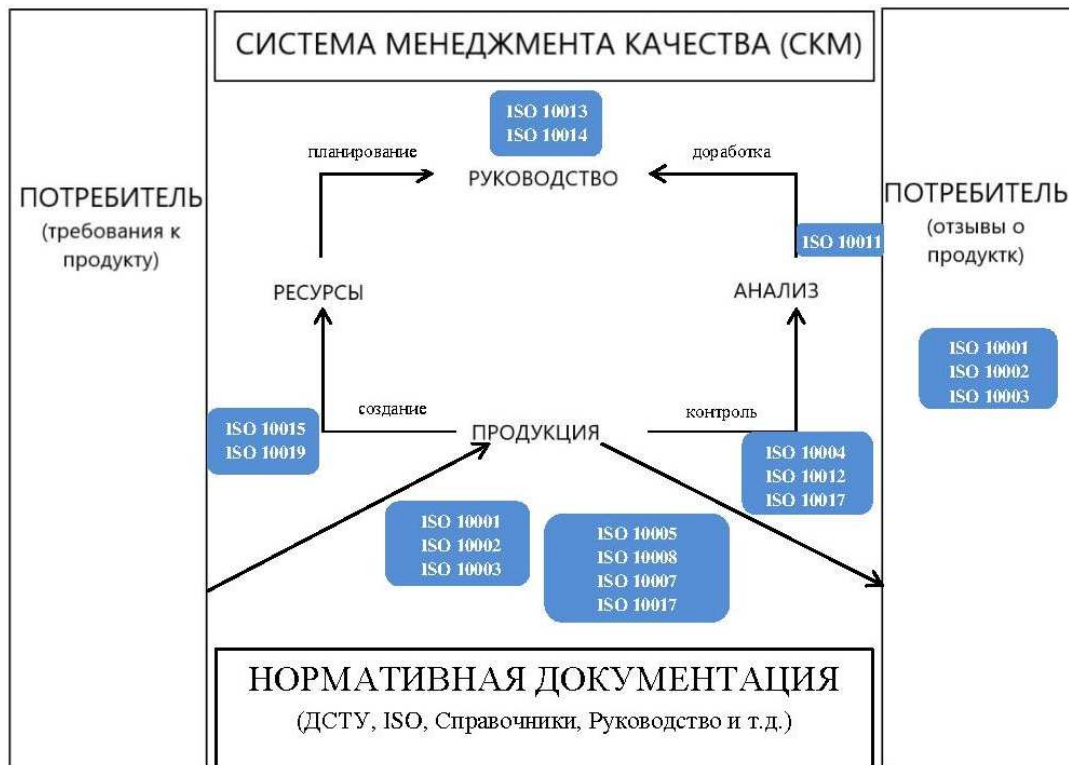 СИСТЕМА МЕНЕДЖМЕНТА КАЧЕСТВА (СКМ)
ISO 10013
ISO 10014
планирование
доработка
РУКОВОДСТВО
ПОТРЕБИТЕЛЬ
(требования к
продукту)
ПОТРЕБИТЕЛЬ
(отзывы о
продуктк)
ISO 10011
РЕСУРСЫ
АНАЛИЗ
ISO 10001
ISO 10002
ISO 10003
создание
контроль
ПРОДУКЦИЯ
ISO 10015
ISO 10019
ISO 10004
ISO 10012
ISO 10017
ISO 10001
ISO 10002
ISO 10003
ISO 10005
ISO 10008
ISO 10007
ISO 10017
НОРМАТИВНАЯ ДОКУМЕНТАЦИЯ
(ДСТУ, ISO, Справочники, Руководство и т.д.)